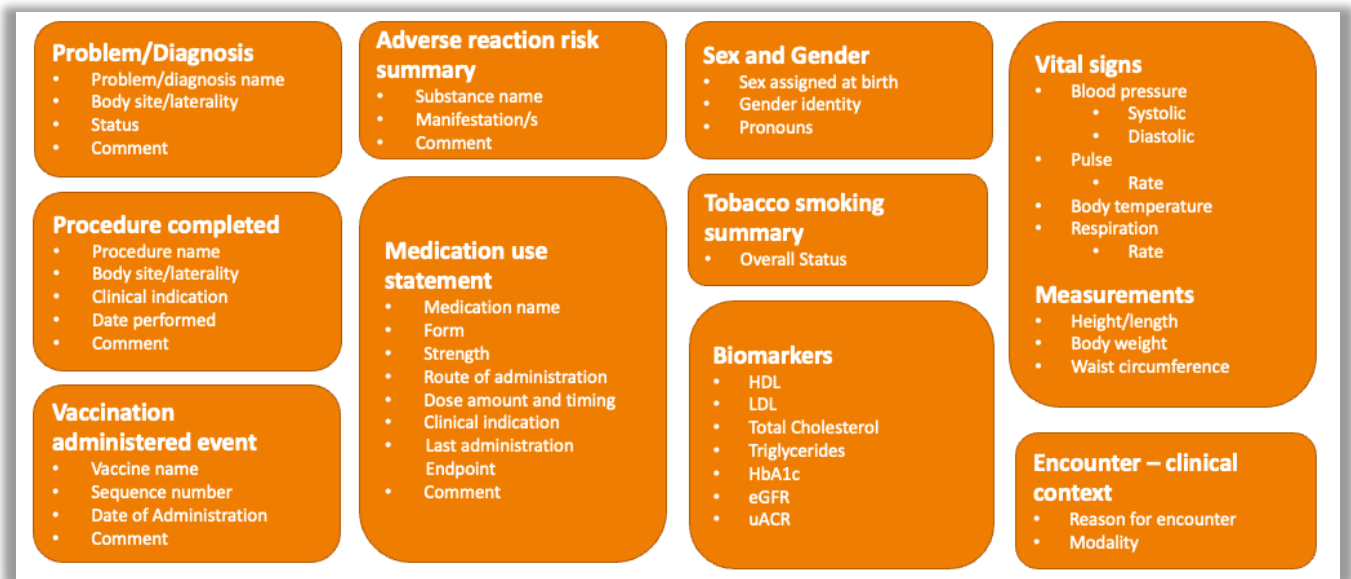 Problem/Diagnosis
• Problem/diagnosis name
• Body site/laterality
• Status
• Comment
Procedure completed
• Procedure name
• Body site/laterality
• Clinical indication
• Date performed
• Comment
Vaccination
administered event
• Vaccine name
• Sequence number
• Date of Administration
• Comment
Adverse reaction risk
summary
• Substance name
• Manifestation/s
• Comment
Medication use
statement
• Medication name
• Form
• Strength
• Route of administration
• Dose amount and timing
• Clinical indication
• Last administration
Endpoint
• Comment
Sex and Gender
• Sex assigned at birth
• Gender identity
• Pronouns
Tobacco smoking
summary
• Overall Status
Biomarkers
• HDL
• LDL
• Total Cholesterol
• Triglycerides
• HbA1c
• eGFR
• uACR
Vital signs
• Blood pressure
• Systolic
• Diastolic
• Pulse
• Rate
• Body temperature
• Respiration
• Rate
Measurements
• Height/length
• Body weight
• Waist circumference
Encounter – clinical
context
• Reason for encounter
• Modality